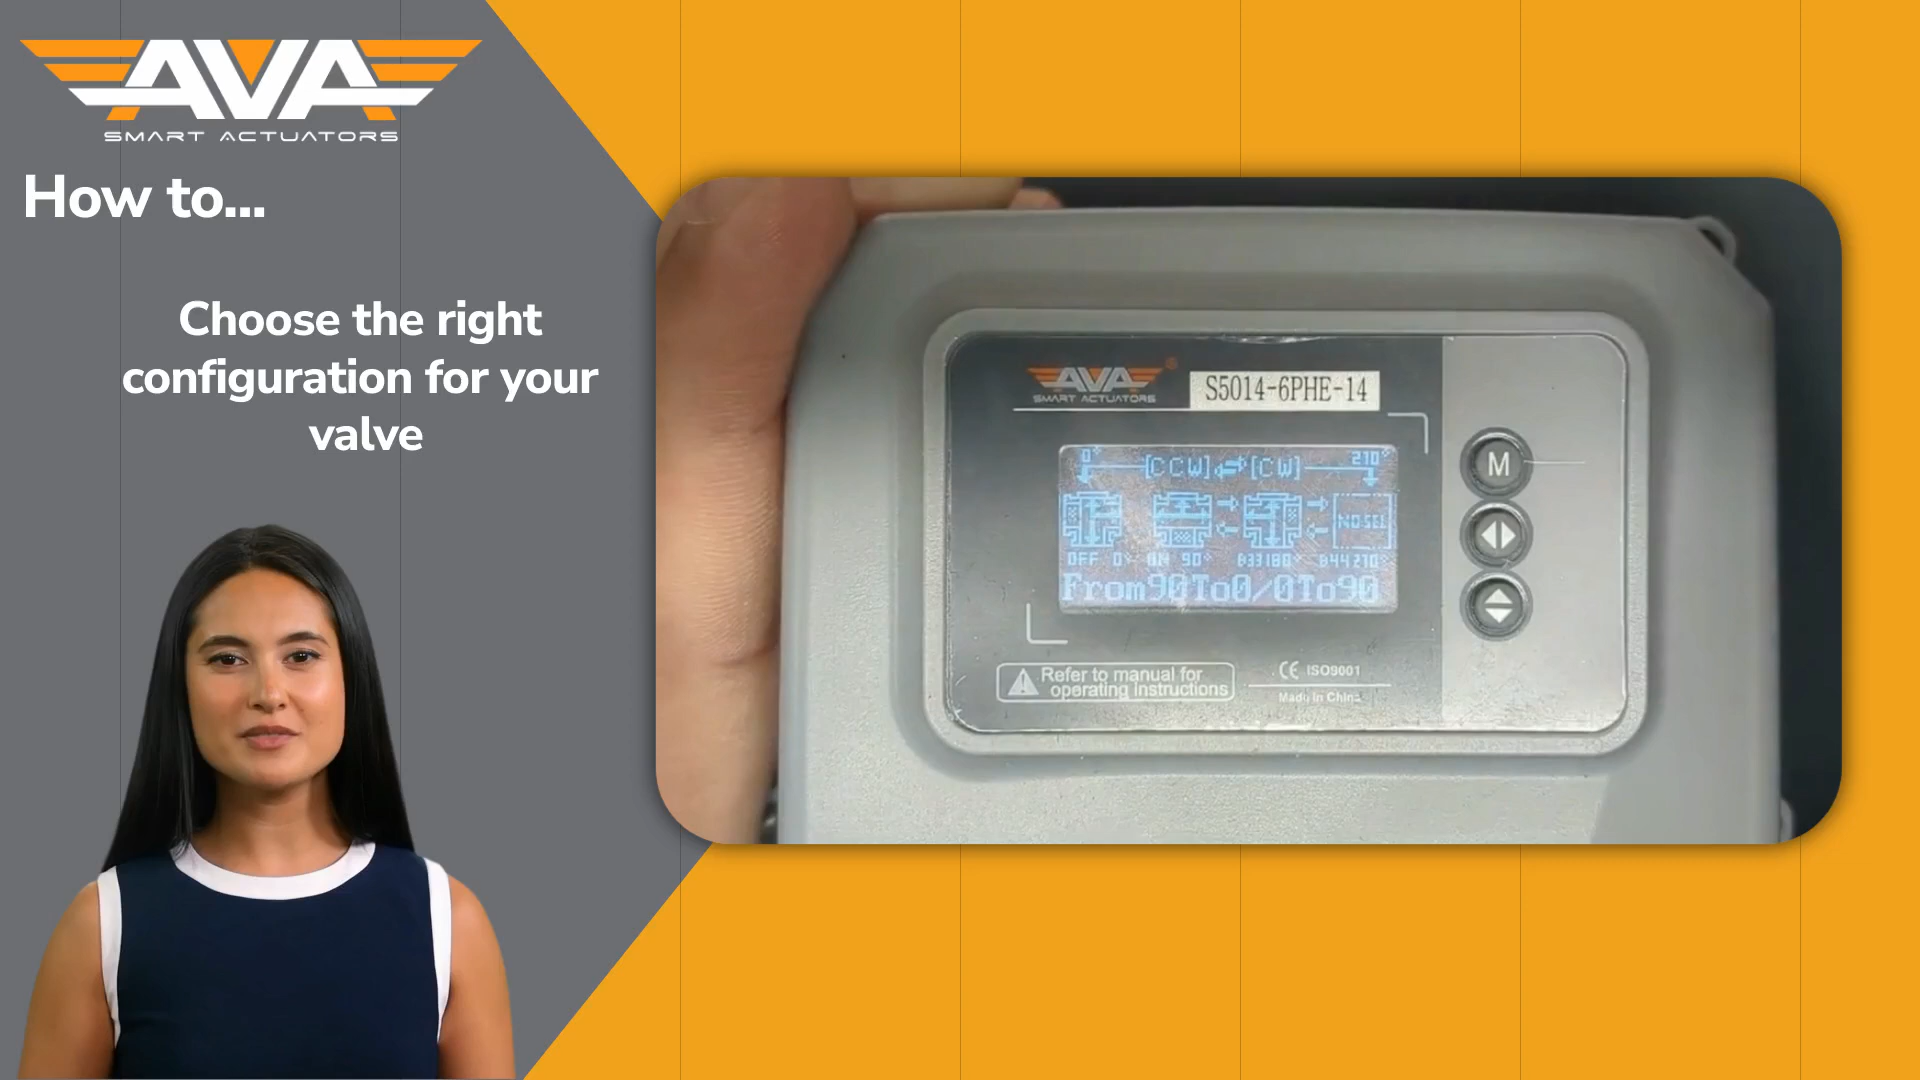 AVA
SMART ACTUATORS
How to...
Choose the right
configuration for your
valve
AVA
SMART ACTUATORS
S5014-6PHE-14
0° [CCW] [CW] 210°
NO SEL
OFF 0° ON 90° 180°
From90To0/0To90
M
Refer to manual for
operating instructions
CE ISO9001
Made in China